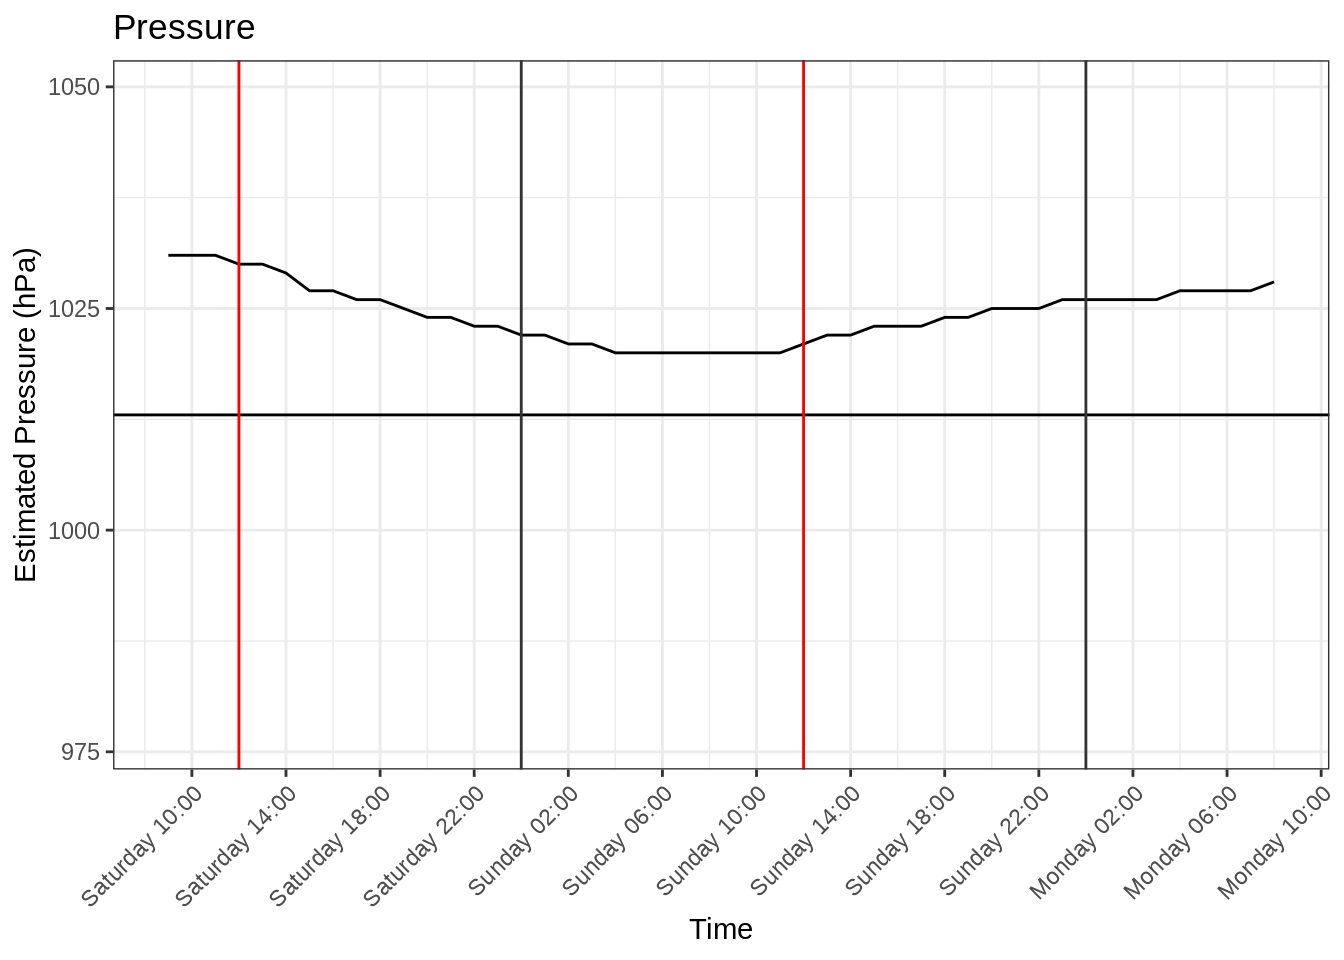 Pressure
Estimated Pressure (hPa)
1050
1025
1000
975
Saturday 10:00
Saturday 14:00
Saturday 18:00
Saturday 22:00
Sunday 02:00
Sunday 06:00
Sunday 10:00
Sunday 14:00
Sunday 18:00
Sunday 22:00
Monday 02:00
Monday 06:00
Monday 10:00
Time